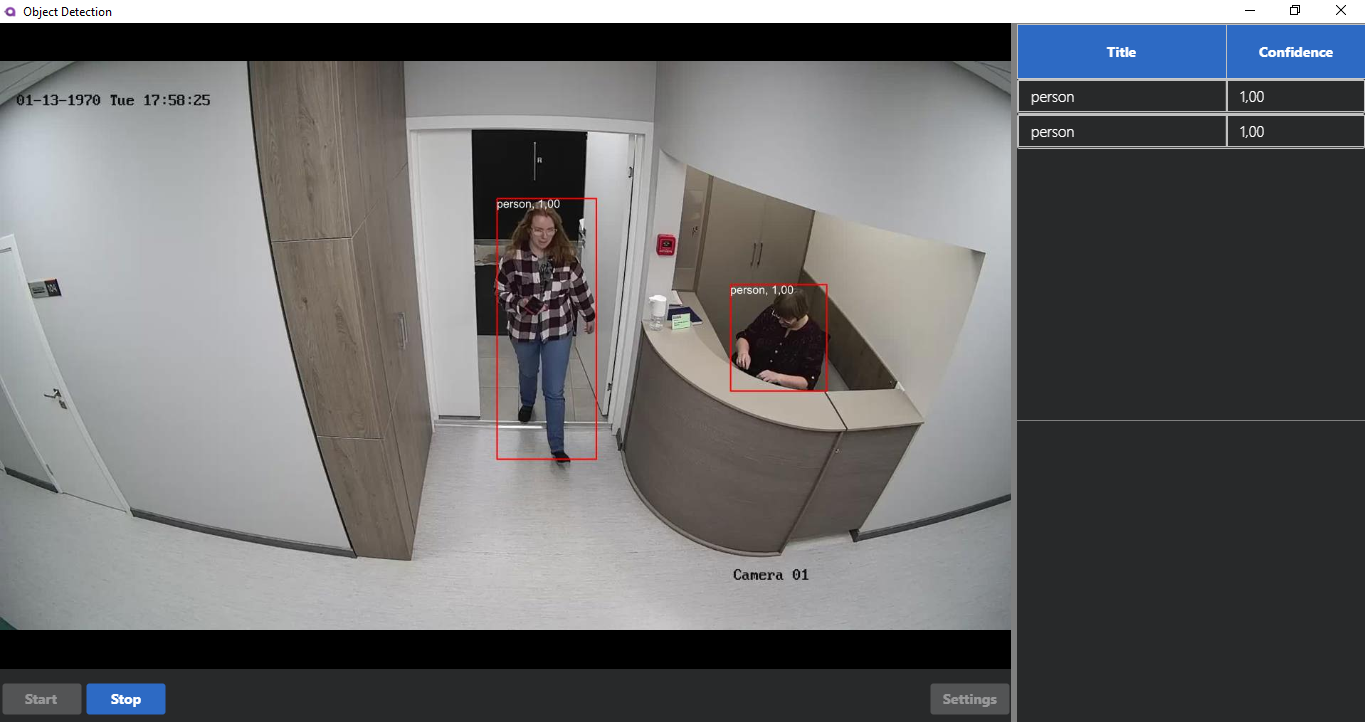 Object Detection
Title Confidence
person 1,00
person 1,00
01-13-1970 Tue 17:58:25
R
person, 1,00
person, 1,00
Camera 01
Start Stop Settings